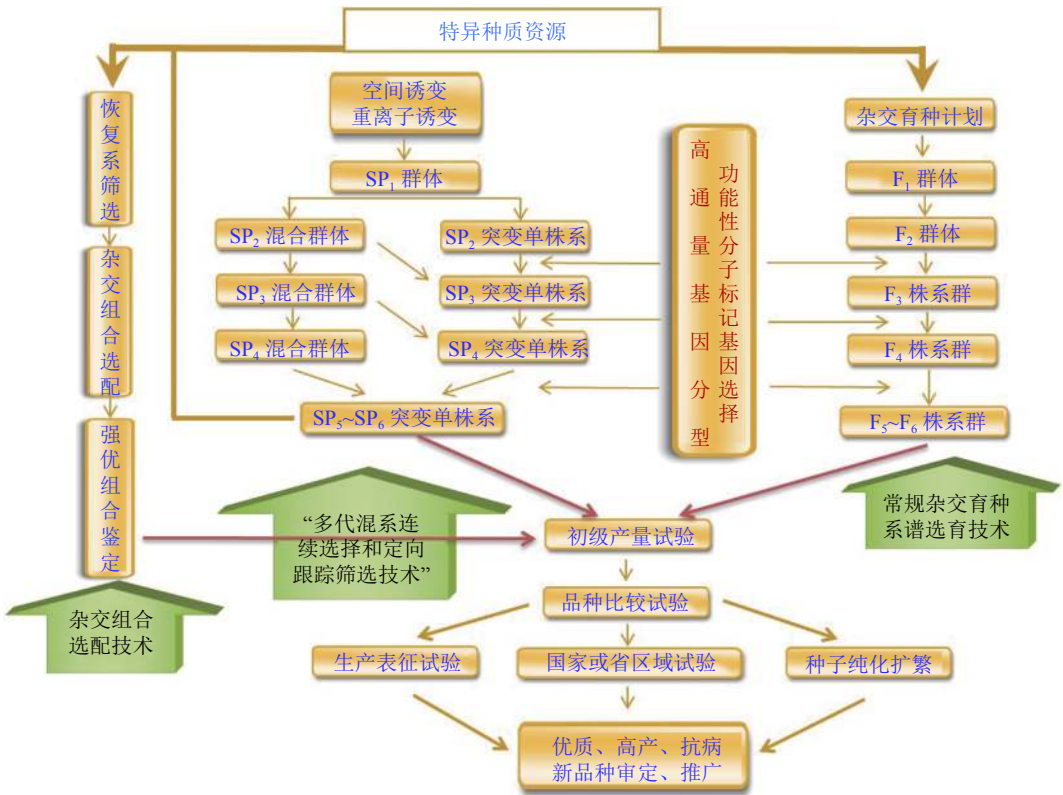 特异种质资源
恢复系筛选
杂交组合选配
强优组合鉴定
杂交组合
选配技术
空间诱变
重离子诱变
SP₁ 群体
SP₂ 混合群体
SP₂ 突变单株系
SP₃ 混合群体
SP₃ 突变单株系
SP₄ 混合群体
SP₄ 突变单株系
SP₅~SP₆ 突变单株系
“多代混系连
续选择和定向
跟踪筛选技术”
高通量基因分型
功能性分子标记基因选择
杂交育种计划
F₁ 群体
F₂ 群体
F₃ 株系群
F₄ 株系群
F₅~F₆ 株系群
常规杂交育种
系谱选育技术
初级产量试验
品种比较试验
生产表征试验
国家或省区域试验
种子纯化扩繁
优质、高产、抗病
新品种审定、推广